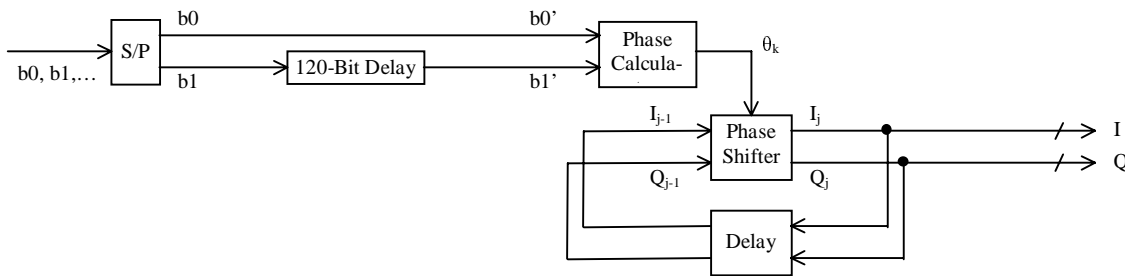 b0
b0’
S/P
Phase
Calcula-
θk
b0, b1,…
b1
120-Bit Delay
b1’
Ij-1
Phase
Shifter
Ij
I
Qj-1
Qj
Q
Delay